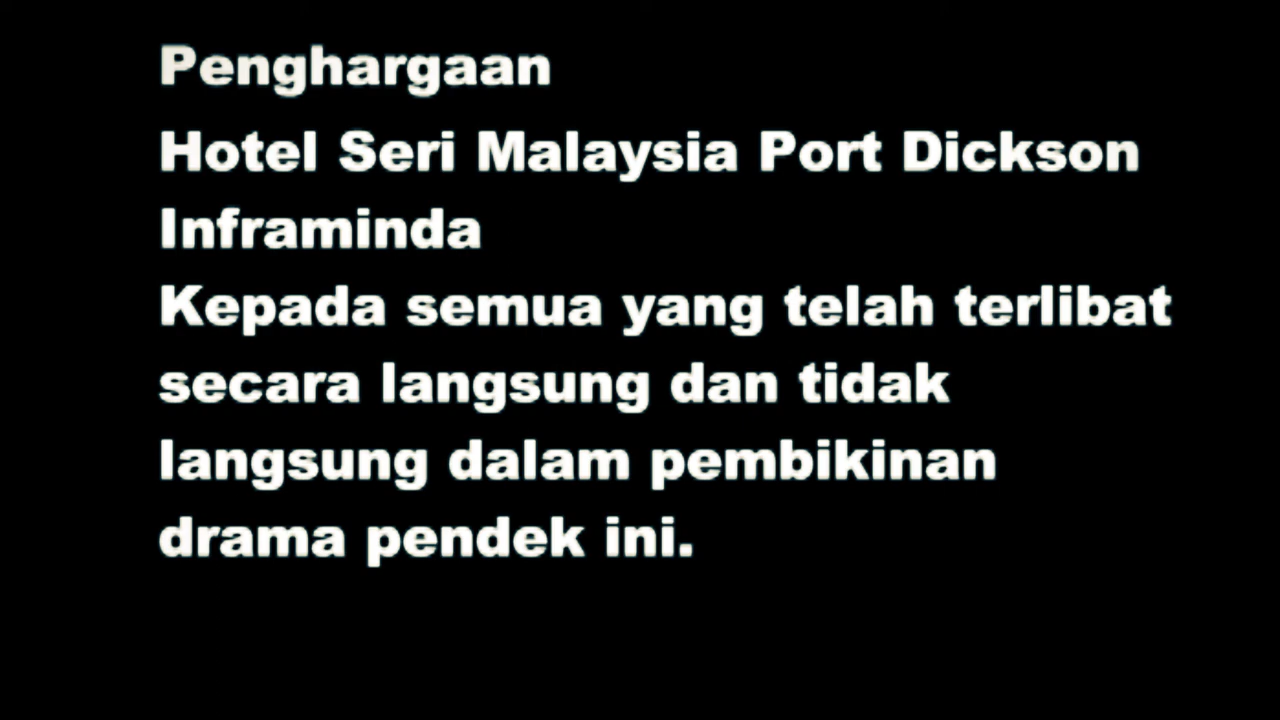 Penghargaan
Hotel Seri Malaysia Port Dickson
Inframinda
Kepada semua yang telah terlibat
secara langsung dan tidak
langsung dalam pembikinan
drama pendek ini.